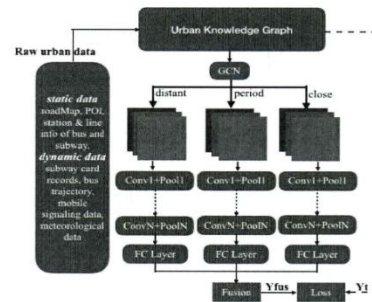 Urban Knowledge Graph
Raw urban data
GCN
distant period close
static data
roadMap, POI,
station & line
info of bus and
subway.
dynamic data
subway card
records, bus
trajectory,
mobile
signaling data,
meteorological
data
Conv1+Pool1 Conv1+Pool1 Conv1+Pool1
ConvN+PoolN ConvN+PoolN ConvN+PoolN
FC Layer FC Layer FC Layer
Fusion Yfus Loss Yt